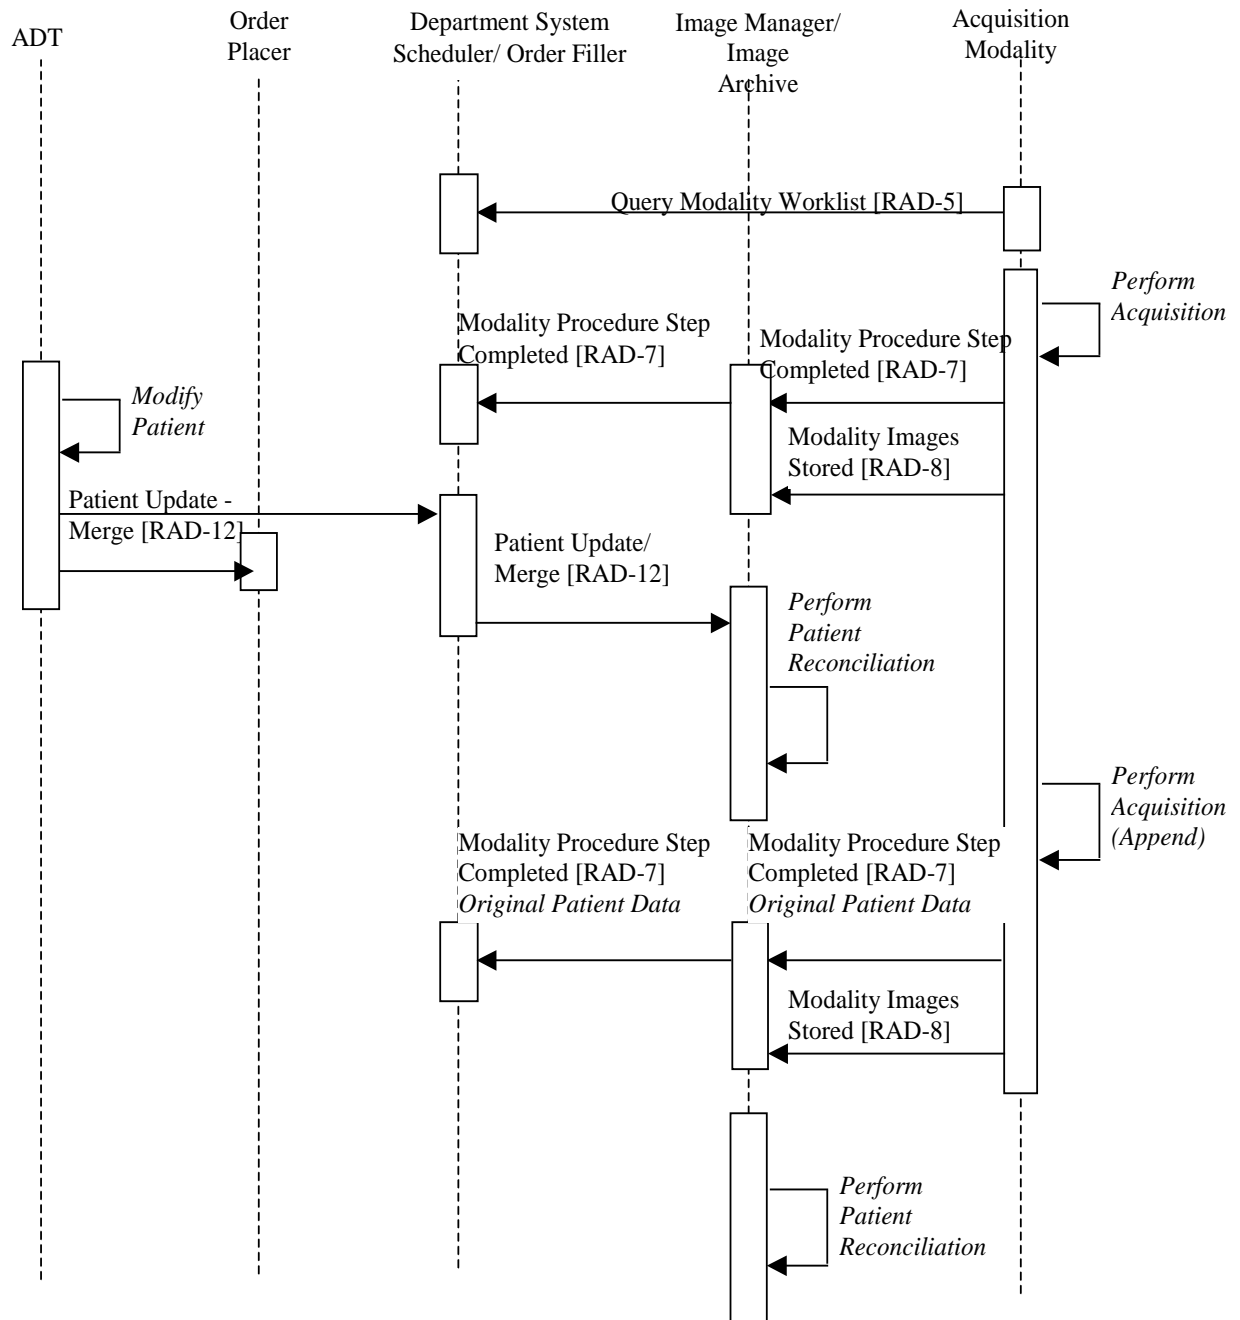 ADT
Order
Placer
Department System
Scheduler/ Order Filler
Image Manager/
Image
Archive
Acquisition
Modality
Query Modality Worklist [RAD-5]
Perform
Acquisition
Modality Procedure Step
Completed [RAD-7]
Modality Procedure Step
Completed [RAD-7]
Modify
Patient
Modality Images
Stored [RAD-8]
Patient Update -
Merge [RAD-12]
Patient Update/
Merge [RAD-12]
Perform
Patient
Reconciliation
Perform
Acquisition
(Append)
Modality Procedure Step
Completed [RAD-7]
Original Patient Data
Modality Procedure Step
Completed [RAD-7]
Original Patient Data
Modality Images
Stored [RAD-8]
Perform
Patient
Reconciliation